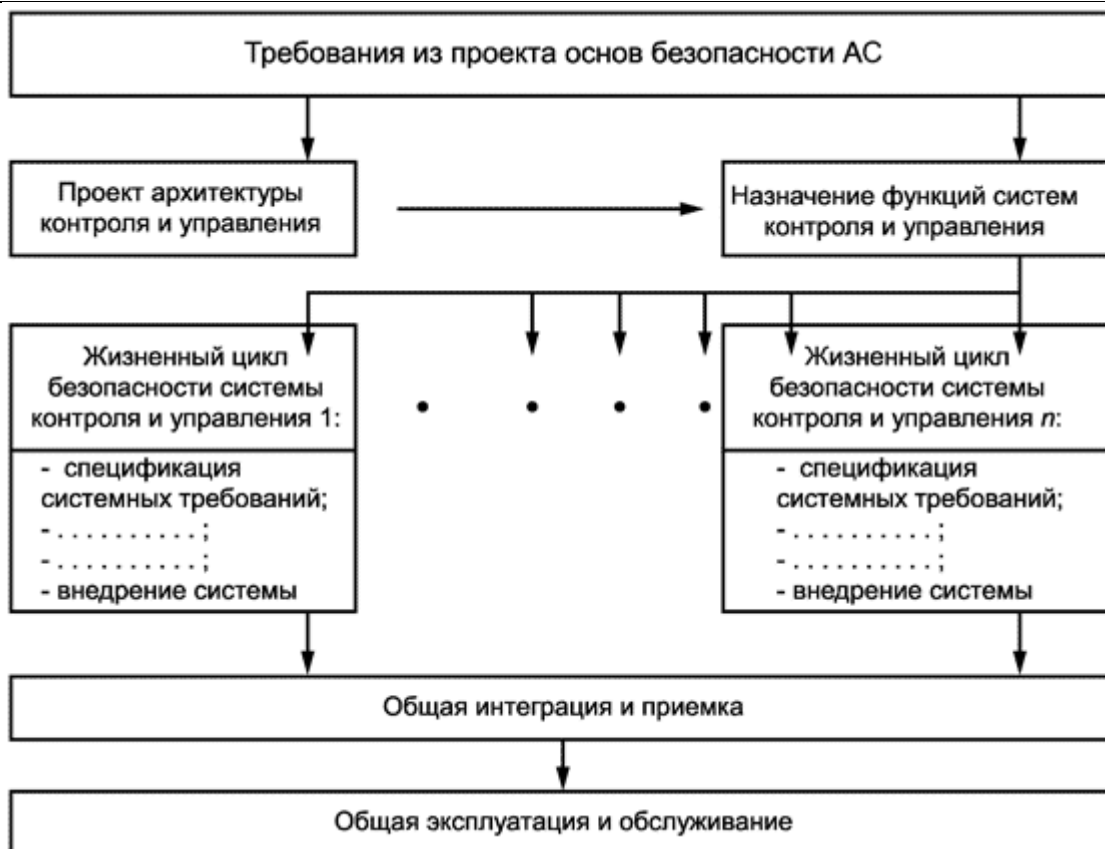 Требования из проекта основ безопасности АС
Проект архитектуры
контроля и управления
Назначение функций систем
контроля и управления
Жизненный цикл
безопасности системы
контроля и управления 1:
- спецификация
системных требований;
- . . . . . . . . . . ;
- . . . . . . . . . . ;
- внедрение системы
Жизненный цикл
безопасности системы
контроля и управления n:
- спецификация
системных требований;
- . . . . . . . . . . ;
- . . . . . . . . . . ;
- внедрение системы
Общая интеграция и приемка
Общая эксплуатация и обслуживание